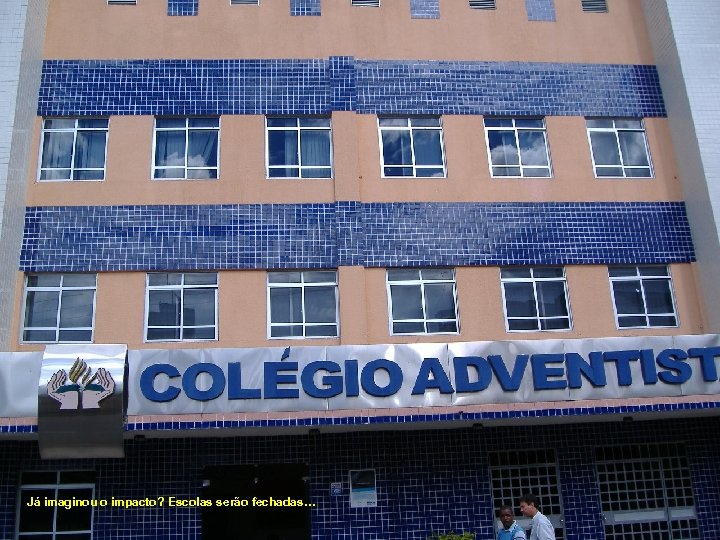 COLÉGIO ADVENTIST
Já imaginou o impacto? Escolas serão fechadas...